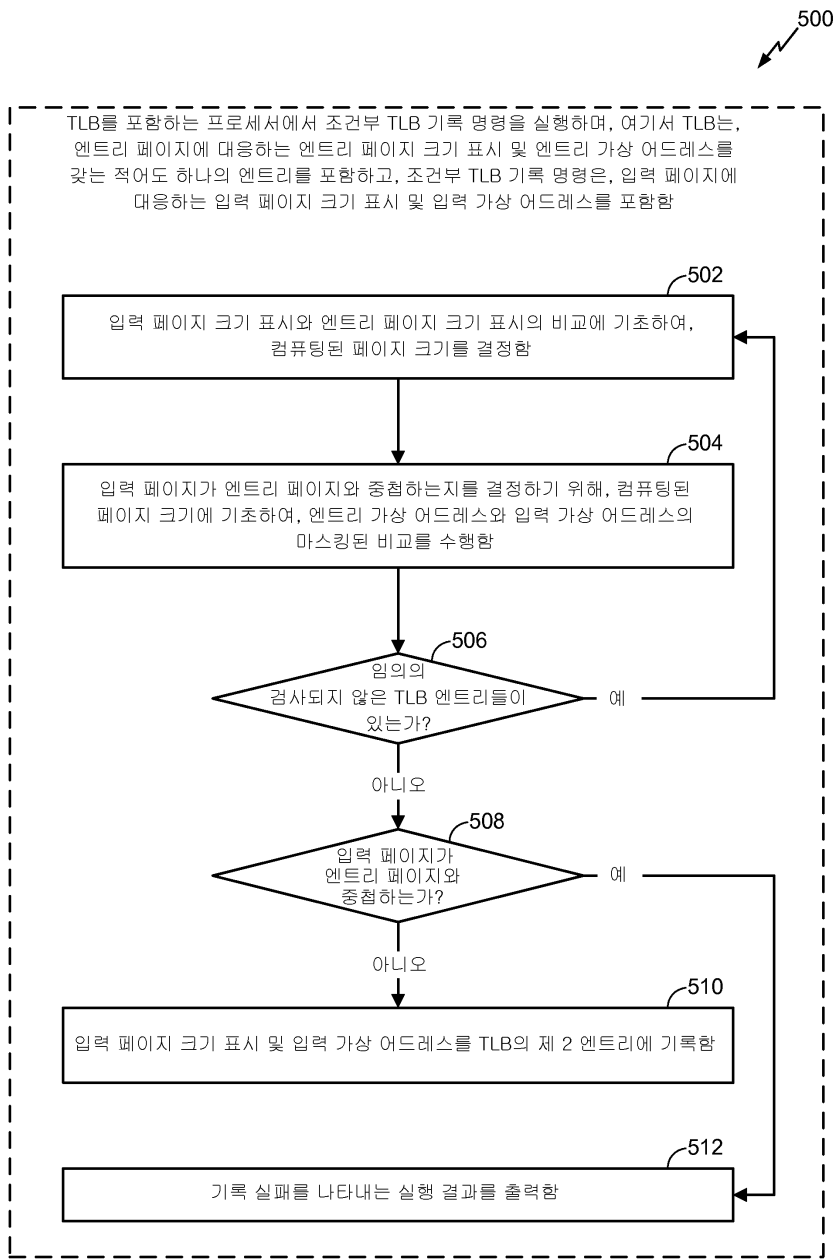 500
TLB를 포함하는 프로세서에서 조건부 TLB 기록 명령을 실행하며, 여기서 TLB는,
엔트리 페이지에 대응하는 엔트리 페이지 크기 표시 및 엔트리 가상 어드레스를
갖는 적어도 하나의 엔트리를 포함하고, 조건부 TLB 기록 명령은, 입력 페이지에
대응하는 입력 페이지 크기 표시 및 입력 가상 어드레스를 포함함
502
입력 페이지 크기 표시와 엔트리 페이지 크기 표시의 비교에 기초하여,
컴퓨팅된 페이지 크기를 결정함
504
입력 페이지가 엔트리 페이지와 중첩하는지를 결정하기 위해, 컴퓨팅된
페이지 크기에 기초하여, 엔트리 가상 어드레스와 입력 가상 어드레스의
마스킹된 비교를 수행함
506
임의의
검사되지 않은 TLB 엔트리들이
있는가?
예
아니오
508
입력 페이지가
엔트리 페이지와
중첩하는가?
예
아니오
510
입력 페이지 크기 표시 및 입력 가상 어드레스를 TLB의 제 2 엔트리에 기록함
512
기록 실패를 나타내는 실행 결과를 출력함